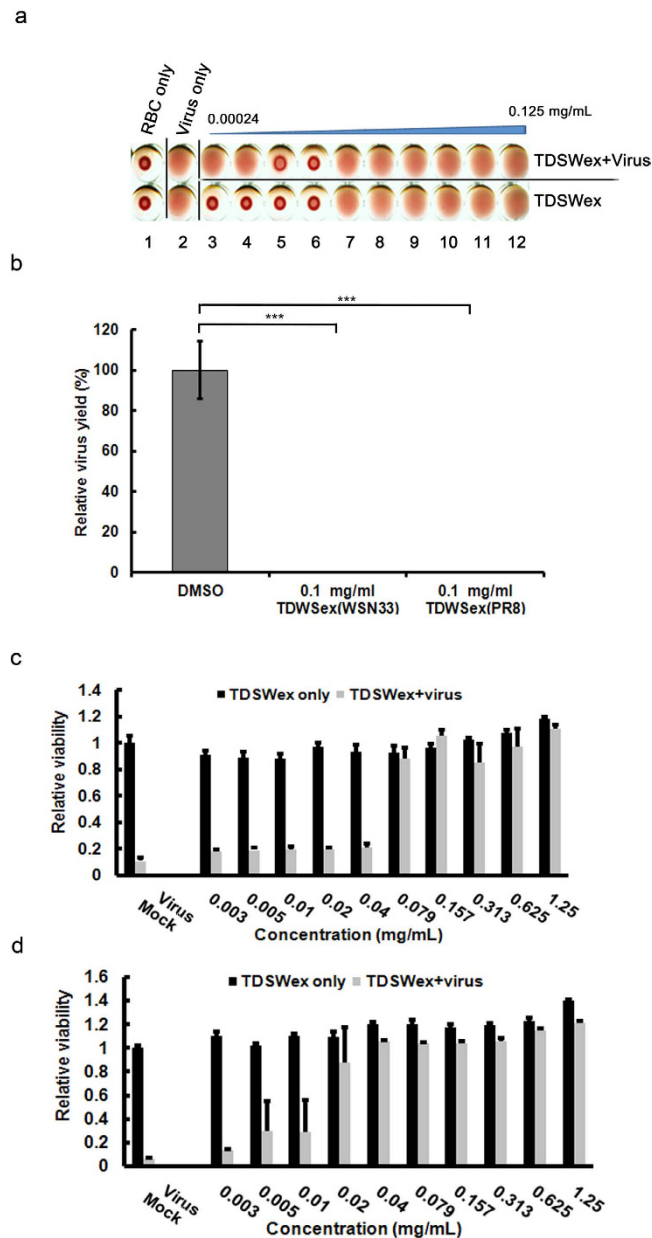 a
RBC only
Virus only
0.00024
0.125 mg/mL
TDSWex+Virus
TDSWex
1 2 3 4 5 6 7 8 9 10 11 12
b
***
***
Relative virus yield (%)
120
100
80
60
40
20
0
DMSO
0.1 mg/ml
TDWSex(WSN33)
0.1 mg/ml
TDWSex(PR8)
c
TDSWex only TDSWex+virus
Relative viability
1.4
1.2
1
0.8
0.6
0.4
0.2
0
Virus
Mock
0.003 0.005 0.01 0.02 0.04 0.079 0.157 0.313 0.625 1.25
Concentration (mg/mL)
d
TDSWex only TDSWex+virus
Relative viability
1.6
1.4
1.2
1
0.8
0.6
0.4
0.2
0
Virus
Mock
0.003 0.005 0.01 0.02 0.04 0.079 0.157 0.313 0.625 1.25
Concentration (mg/mL)